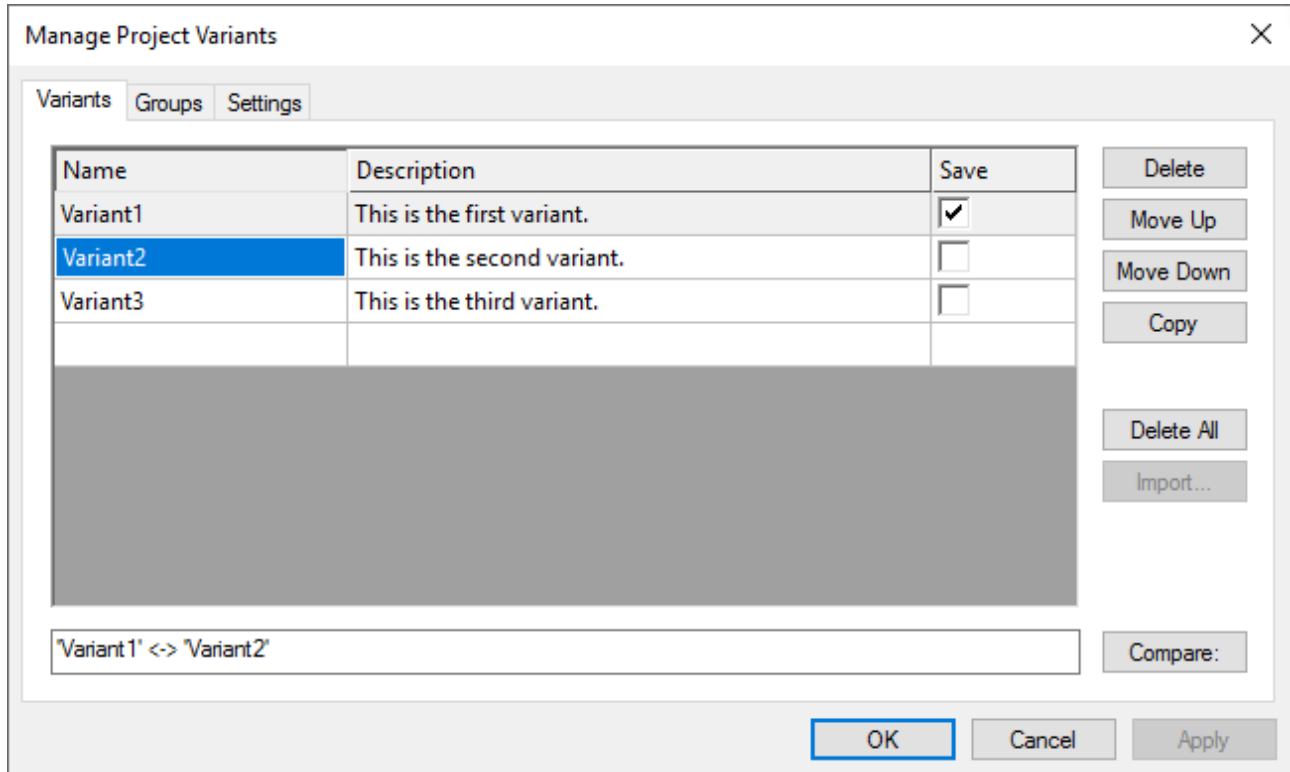 Manage Project Variants
Variants Groups Settings
Name Description Save
Variant1 This is the first variant.
Variant2 This is the second variant.
Variant3 This is the third variant.
Delete
Move Up
Move Down
Copy
Delete All
Import...
'Variant1' <-> 'Variant2'
Compare:
OK Cancel Apply